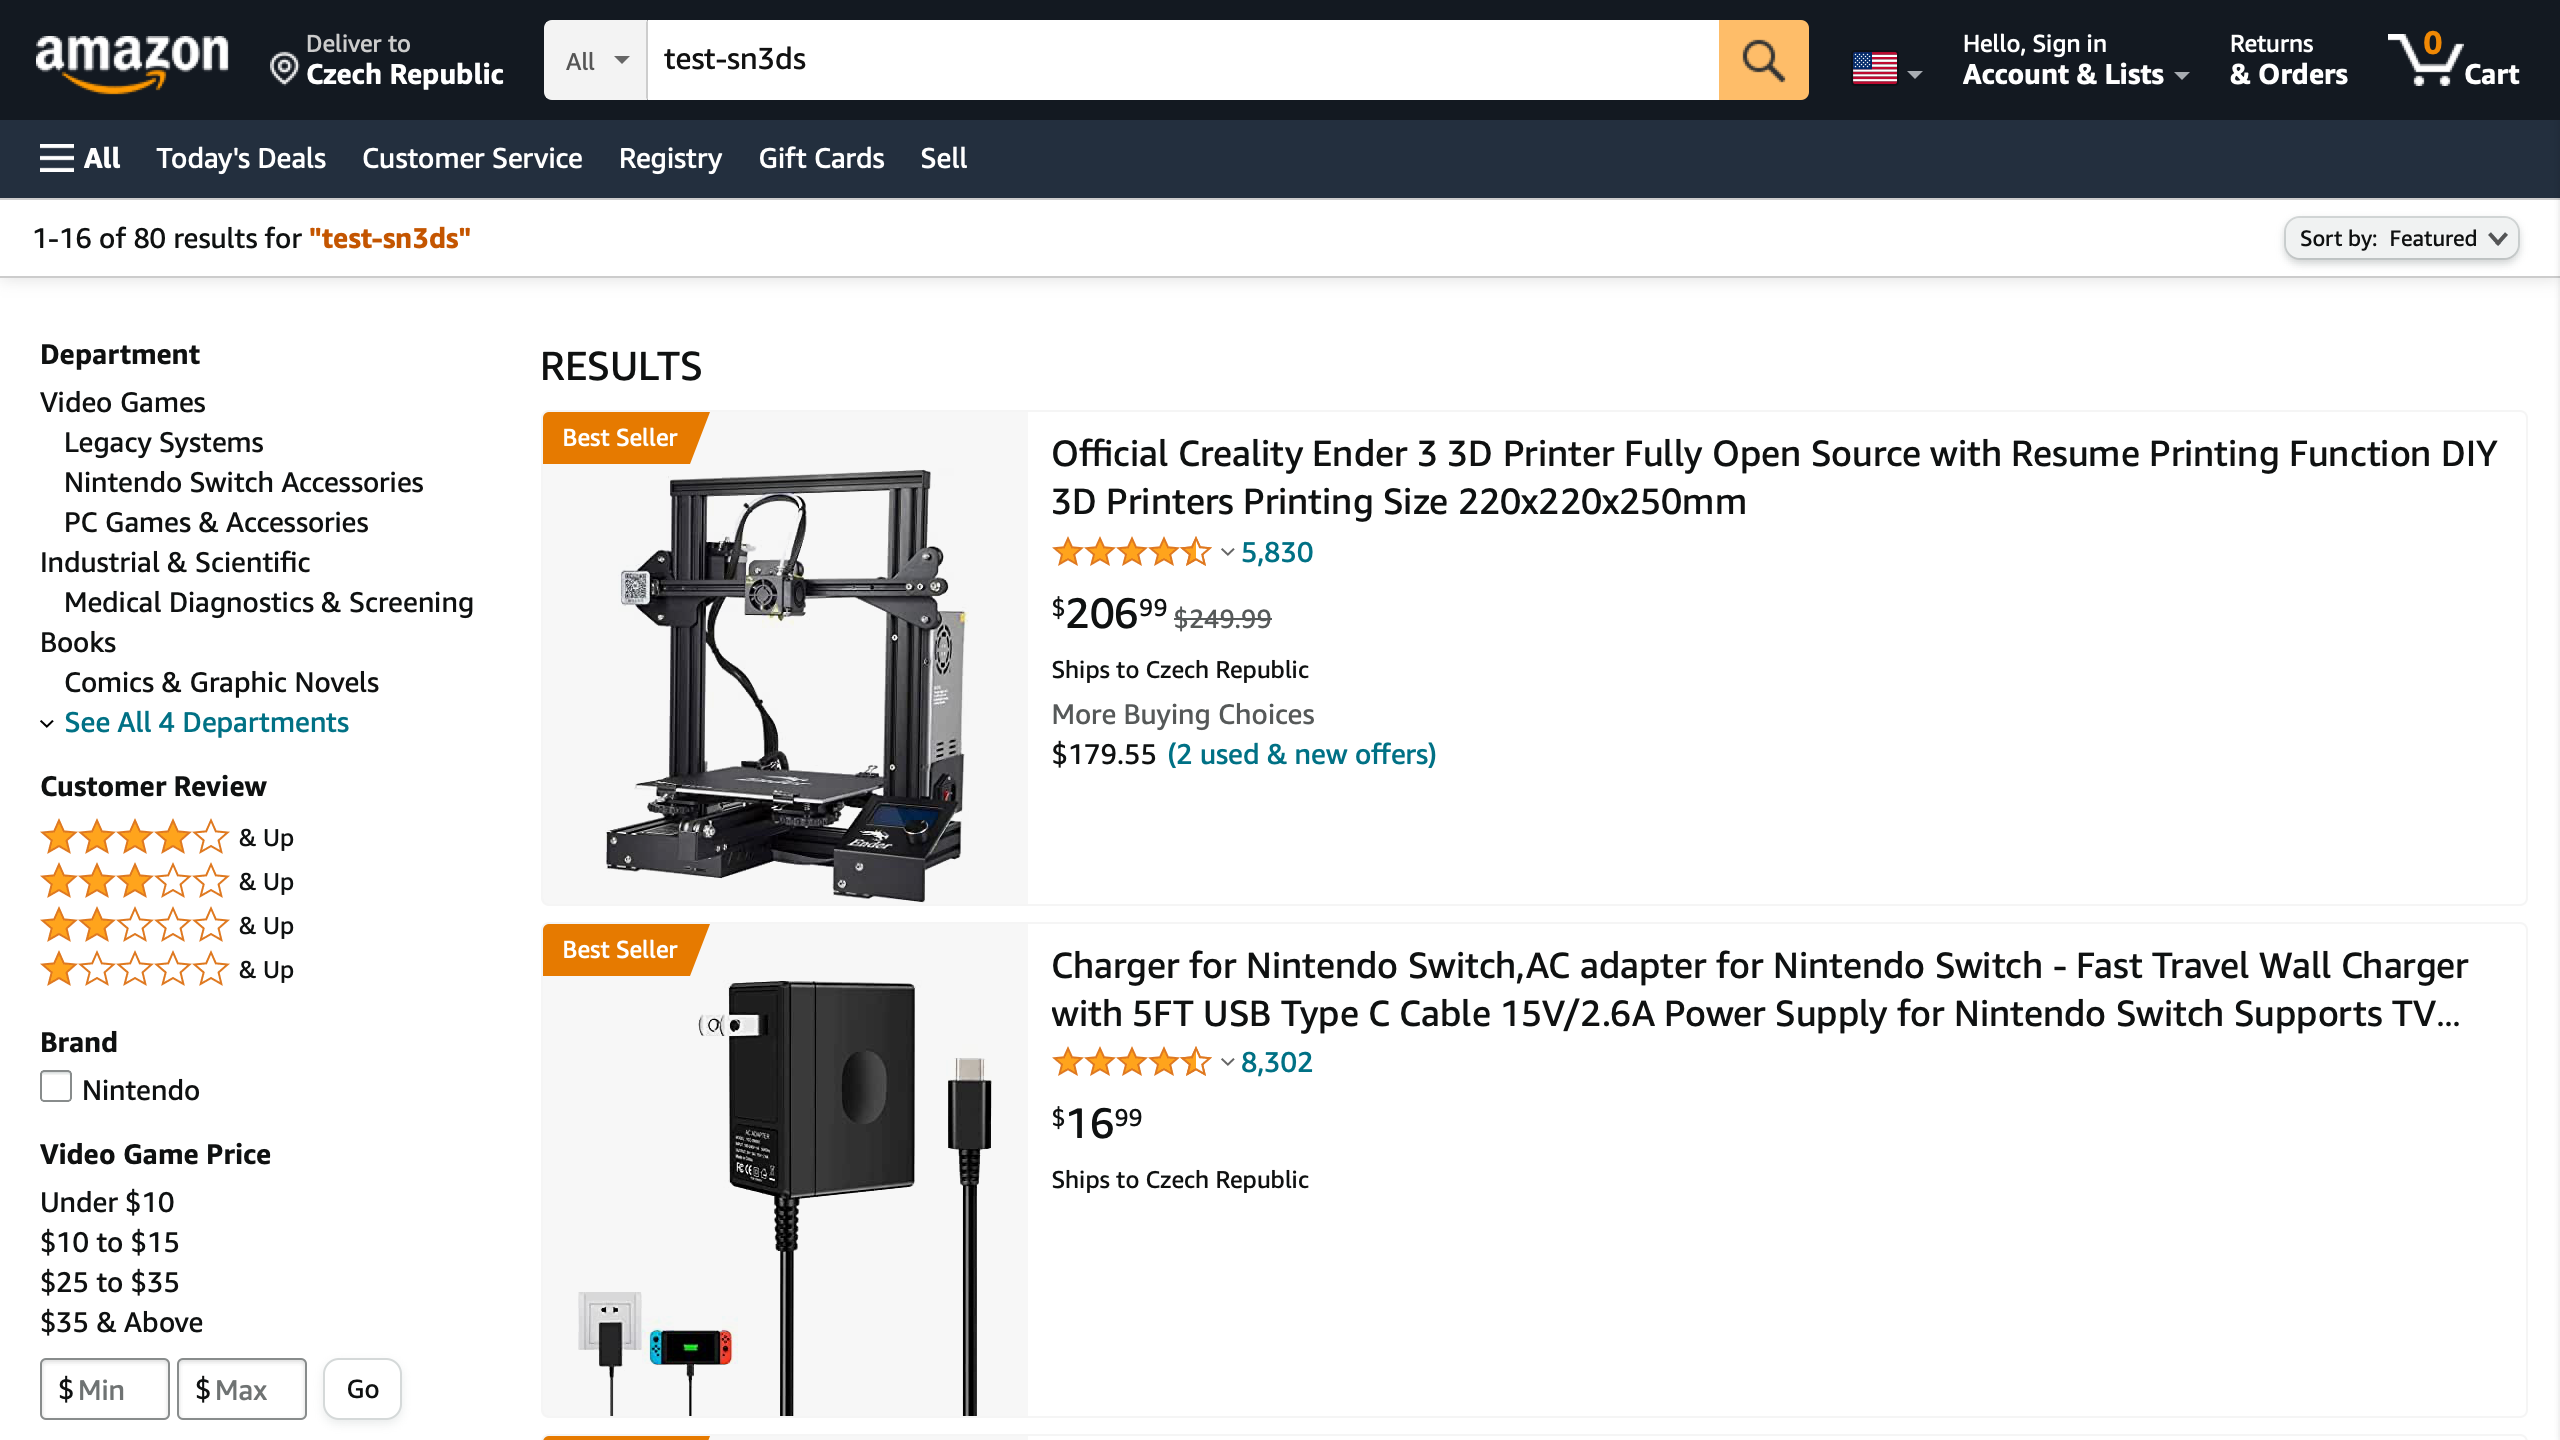 amazon
Deliver to
Czech Republic
All
test-sn3ds
Hello, Sign in
Account & Lists
Returns
& Orders
0
Cart
All
Today's Deals
Customer Service
Registry
Gift Cards
Sell
1-16 of 80 results for "test-sn3ds"
Sort by: Featured
Department
Video Games
Legacy Systems
Nintendo Switch Accessories
PC Games & Accessories
Industrial & Scientific
Medical Diagnostics & Screening
Books
Comics & Graphic Novels
See All 4 Departments
Customer Review
& Up
& Up
& Up
& Up
Brand
Nintendo
Video Game Price
Under $10
$10 to $15
$25 to $35
$35 & Above
$ Min
$ Max
Go
RESULTS
Best Seller
Ender
Official Creality Ender 3 3D Printer Fully Open Source with Resume Printing Function DIY
3D Printers Printing Size 220x220x250mm
5,830
$206.99 $249.99
Ships to Czech Republic
More Buying Choices
$179.55 (2 used & new offers)
Best Seller
AC ADAPTER
Charger for Nintendo Switch,AC adapter for Nintendo Switch - Fast Travel Wall Charger
with 5FT USB Type C Cable 15V/2.6A Power Supply for Nintendo Switch Supports TV...
8,302
$16.99
Ships to Czech Republic